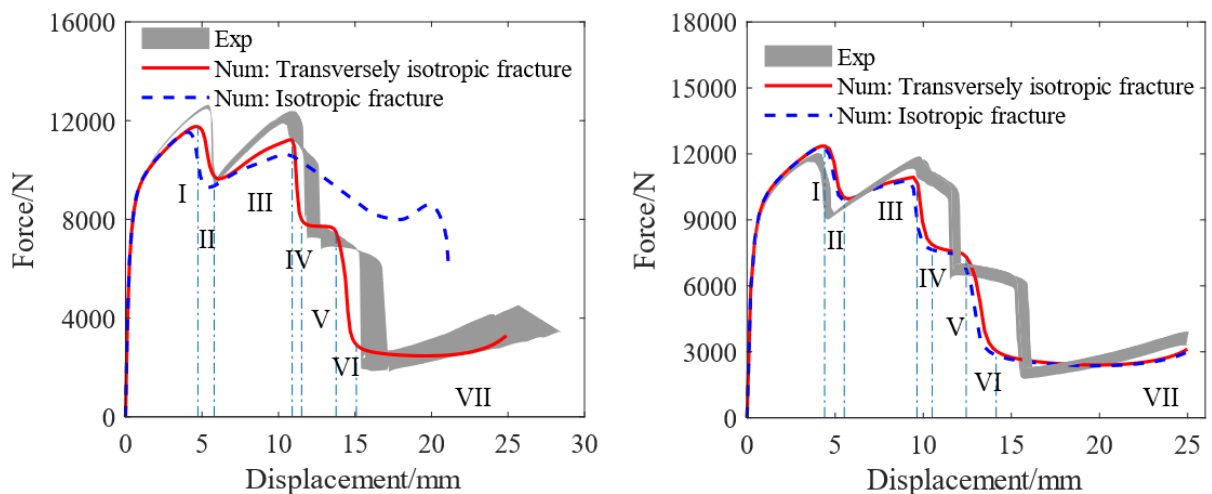 16000
12000
8000
4000
0
Force/N
Exp
Num: Transversely isotropic fracture
Num: Isotropic fracture
I
II
III
IV
V
VI
VII
0 5 10 15 20 25 30
Displacement/mm
18000
15000
12000
9000
6000
3000
0
Force/N
Exp
Num: Transversely isotropic fracture
Num: Isotropic fracture
I
II
III
IV
V
VI
VII
0 5 10 15 20 25
Displacement/mm